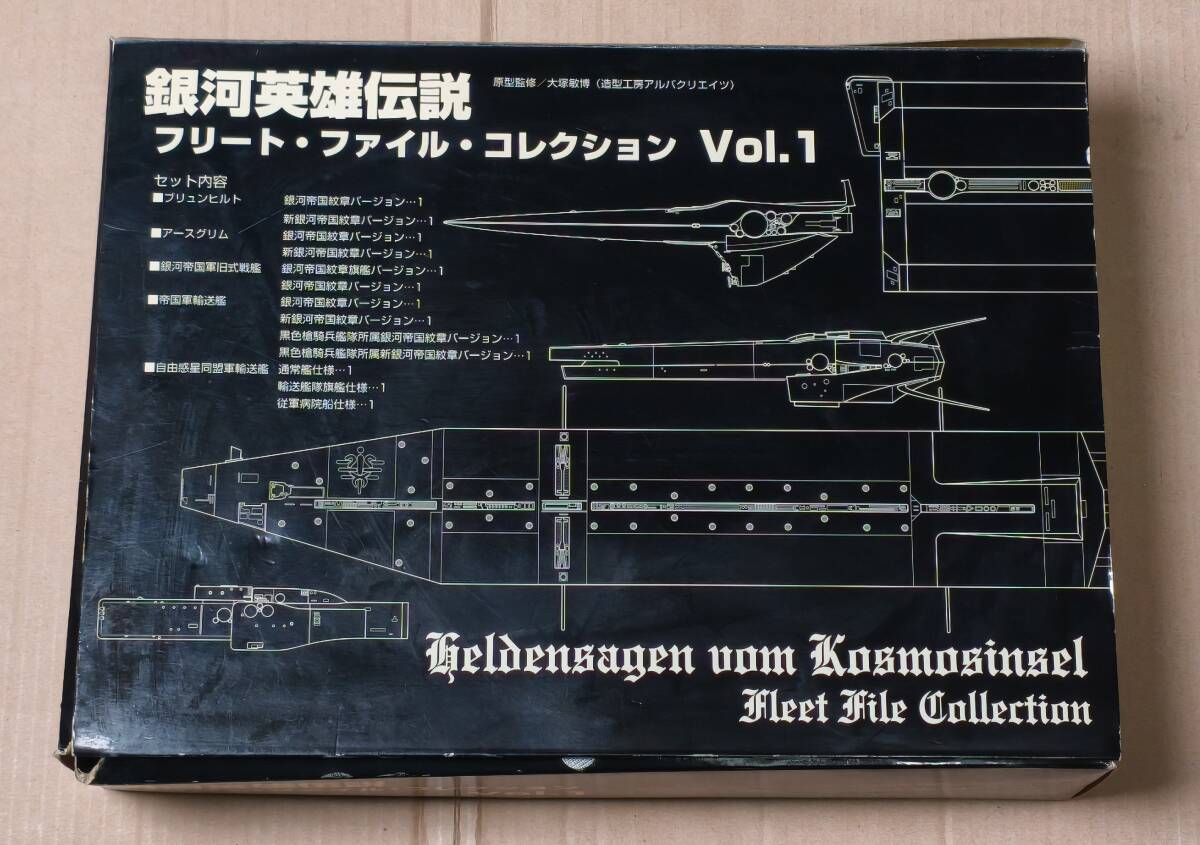 銀河英雄伝説
原型監修／大塚敏博（造型工房アルバクリエイツ）
フリート・ファイル・コレクション Vol.1
セット内容
■ブリュンヒルト 銀河帝国紋章バージョン…1
新銀河帝国紋章バージョン…1
■アースグリム 銀河帝国紋章バージョン…1
新銀河帝国紋章バージョン…1
■銀河帝国軍旧式戦艦 銀河帝国紋章旗艦バージョン…1
銀河帝国紋章バージョン…1
■帝国軍輸送艦 銀河帝国紋章バージョン…1
新銀河帝国紋章バージョン…1
黒色槍騎兵艦隊所属銀河帝国紋章バージョン…1
黒色槍騎兵艦隊所属新銀河帝国紋章バージョン…1
■自由惑星同盟軍輸送艦 通常艦仕様…1
輸送艦隊旗艦仕様…1
従軍病院船仕様…1
Heldensagen vom Kosmosinsel
Fleet File Collection